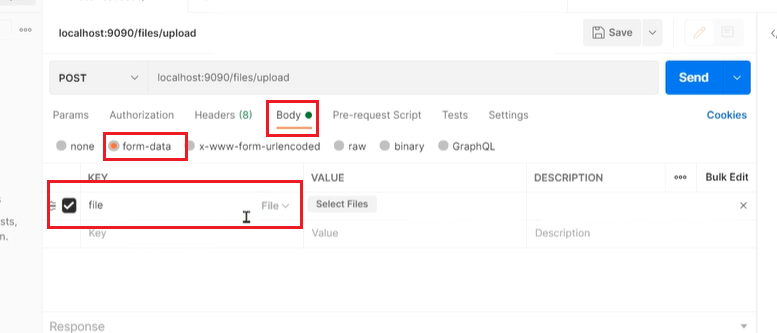 localhost:9090/files/upload
Save
POST
localhost:9090/files/upload
Send
Params Authorization Headers (8) Body Pre-request Script Tests Settings Cookies
none form-data x-www-form-urlencoded raw binary GraphQL
KEY VALUE DESCRIPTION Bulk Edit
file File Select Files
Key Value Description
sts,
n.
Response